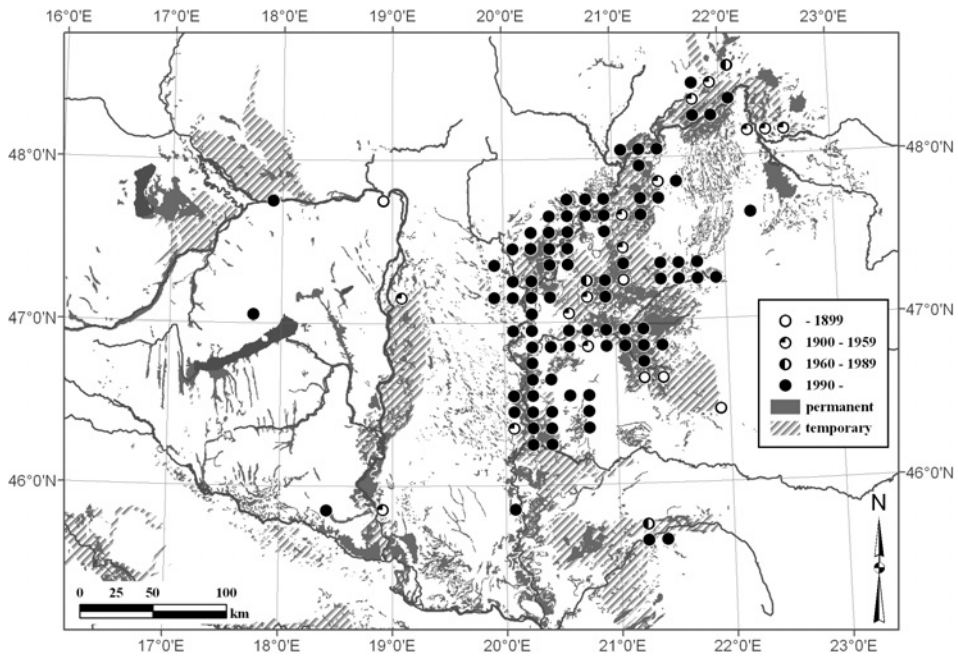 16°0'E 17°0'E 18°0'E 19°0'E 20°0'E 21°0'E 22°0'E 23°0'E
48°0'N 48°0'N
47°0'N 47°0'N
- 1899
1900 - 1959
1960 - 1989
1990 -
permanent
temporary
46°0'N 46°0'N
N
0 25 50 100
km
17°0'E 18°0'E 19°0'E 20°0'E 21°0'E 22°0'E 23°0'E